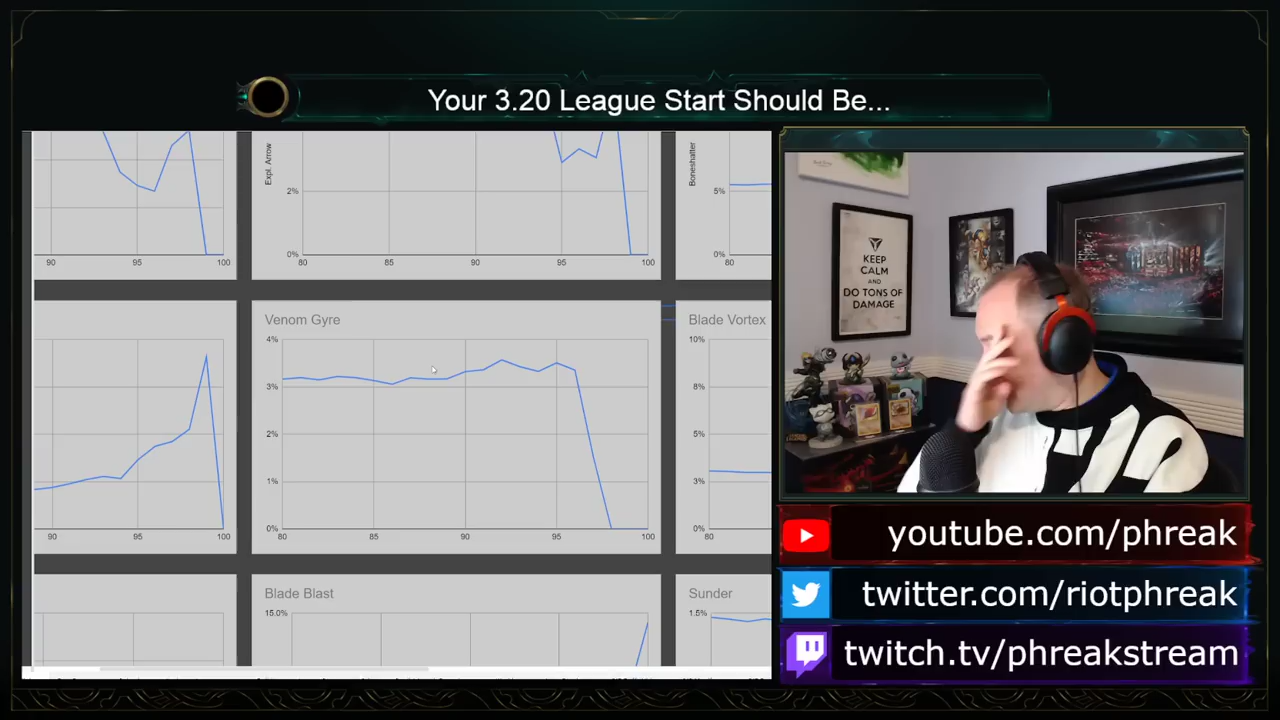 Your 3.20 League Start Should Be...
Expl. Arrow
2%
0%
90 95 100
80 85 90 95 100
Boneshatter
5%
0%
80
Venom Gyre
4%
3%
2%
1%
0%
80 85 90 95 100
90 95 100
Blade Vortex
10%
8%
5%
3%
0%
80
Blade Blast
15.0%
Sunder
1.5%
KEEP
CALM
AND
DO TONS OF
DAMAGE
youtube.com/phreak
twitter.com/riotphreak
twitch.tv/phreakstream